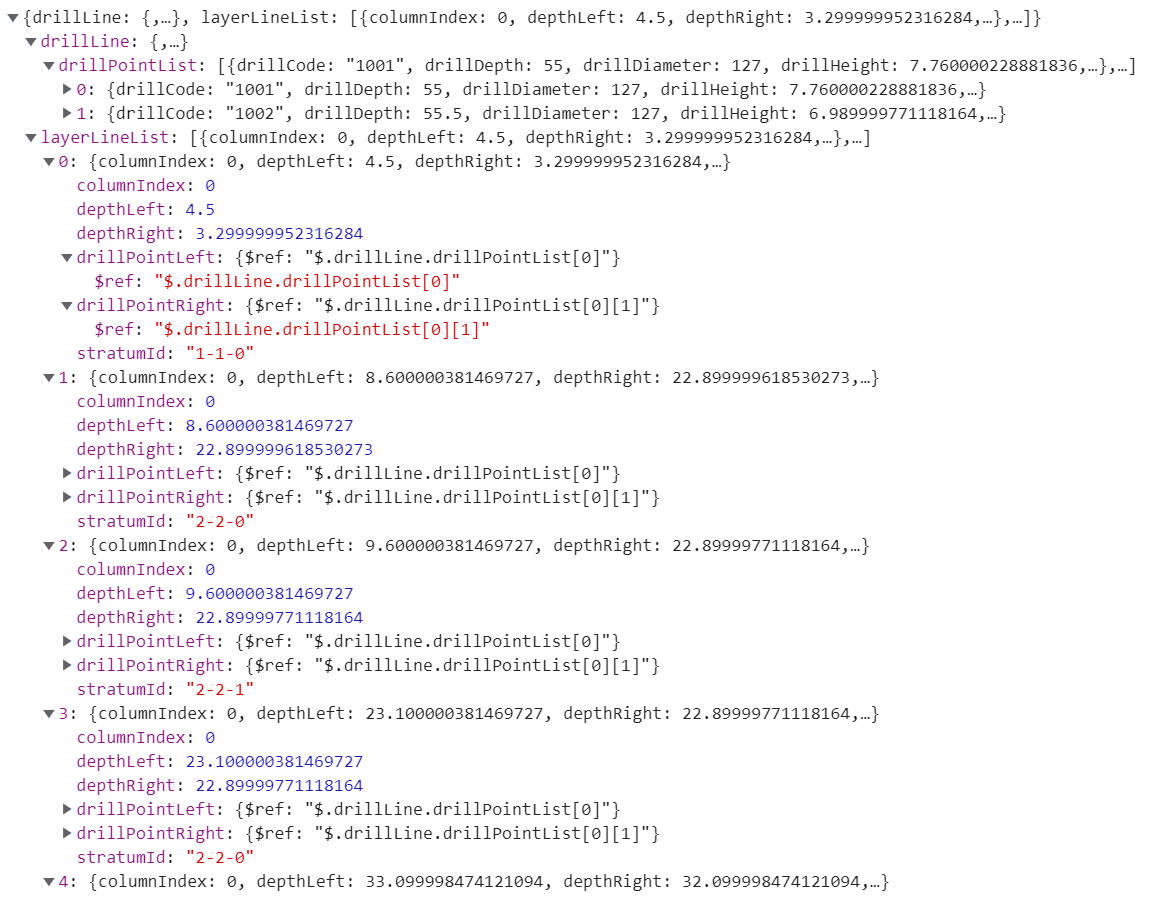 ▼{drillLine: {,…}, layerLineList: [{columnIndex: 0, depthLeft: 4.5, depthRight: 3.299999952316284,…},…]}
▼drillLine: {,…}
▼drillPointList: [{drillCode: "1001", drillDepth: 55, drillDiameter: 127, drillHeight: 7.760000228881836,…},…]
▶0: {drillCode: "1001", drillDepth: 55, drillDiameter: 127, drillHeight: 7.760000228881836,…}
▶1: {drillCode: "1002", drillDepth: 55.5, drillDiameter: 127, drillHeight: 6.989999771118164,…}
▼layerLineList: [{columnIndex: 0, depthLeft: 4.5, depthRight: 3.299999952316284,…},…]
▼0: {columnIndex: 0, depthLeft: 4.5, depthRight: 3.299999952316284,…}
columnIndex: 0
depthLeft: 4.5
depthRight: 3.299999952316284
▼drillPointLeft: {$ref: "$.drillLine.drillPointList[0]"}
$ref: "$.drillLine.drillPointList[0]"
▼drillPointRight: {$ref: "$.drillLine.drillPointList[0][1]"}
$ref: "$.drillLine.drillPointList[0][1]"
stratumId: "1-1-0"
▼1: {columnIndex: 0, depthLeft: 8.600000381469727, depthRight: 22.899999618530273,…}
columnIndex: 0
depthLeft: 8.600000381469727
depthRight: 22.899999618530273
▶drillPointLeft: {$ref: "$.drillLine.drillPointList[0]"}
▶drillPointRight: {$ref: "$.drillLine.drillPointList[0][1]"}
stratumId: "2-2-0"
▼2: {columnIndex: 0, depthLeft: 9.600000381469727, depthRight: 22.89999771118164,…}
columnIndex: 0
depthLeft: 9.600000381469727
depthRight: 22.89999771118164
▶drillPointLeft: {$ref: "$.drillLine.drillPointList[0]"}
▶drillPointRight: {$ref: "$.drillLine.drillPointList[0][1]"}
stratumId: "2-2-1"
▼3: {columnIndex: 0, depthLeft: 23.100000381469727, depthRight: 22.89999771118164,…}
columnIndex: 0
depthLeft: 23.100000381469727
depthRight: 22.89999771118164
▶drillPointLeft: {$ref: "$.drillLine.drillPointList[0]"}
▶drillPointRight: {$ref: "$.drillLine.drillPointList[0][1]"}
stratumId: "2-2-0"
▼4: {columnIndex: 0, depthLeft: 33.099998474121094, depthRight: 32.099998474121094,…}